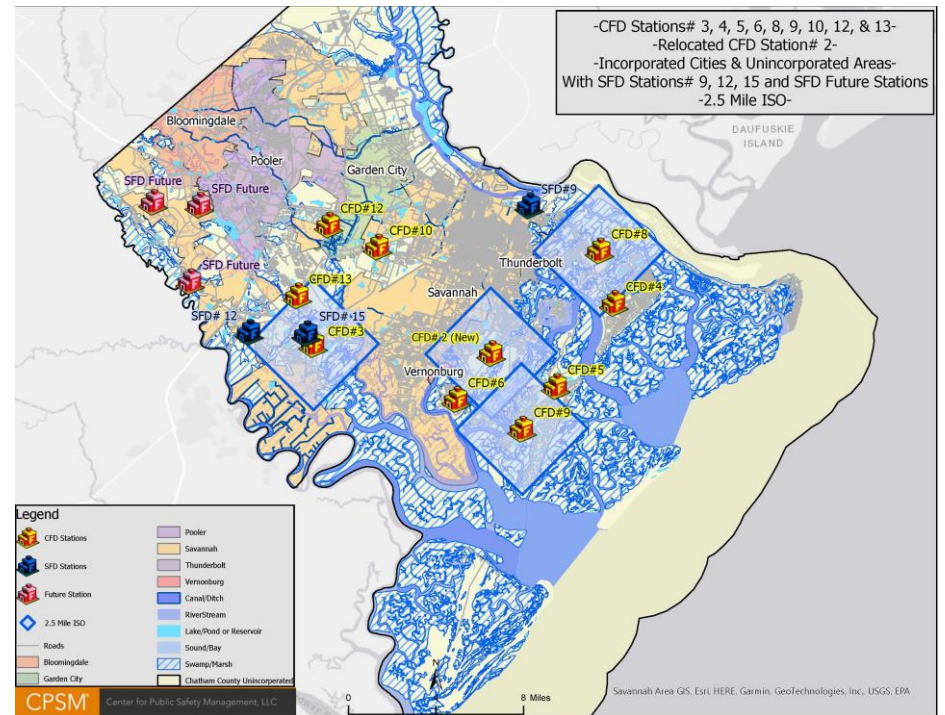 -CFD Stations# 3, 4, 5, 6, 8, 9, 10, 12, & 13-
-Relocated CFD Station# 2-
-Incorporated Cities & Unincorporated Areas-
With SFD Stations# 9, 12, 15 and SFD Future Stations
-2.5 Mile ISO-
DAUFUSKIE
ISLAND
Bloomingdale
Pooler
Garden City
SFD Future
SFD Future
SFD#9
CFD#12
CFD#10
CFD#8
Thunderbolt
SFD Future
CFD#13
Savannah
CFD#4
SFD# 12
SFD# 15
CFD#3
CFD# 2 (New)
Vernonburg
CFD#6
CFD#5
CFD#9
Legend
CFD Stations
SFD Stations
Future Station
2.5 Mile ISO
Roads
Bloomingdale
Garden City
Pooler
Savannah
Thunderbolt
Vernonburg
Canal/Ditch
RiverStream
Lake/Pond or Reservoir
Sound/Bay
Swamp/Marsh
Chatham County Unincorporated
N
0 8 Miles
Savannah Area GIS, Esri, HERE, Garmin, GeoTechnologies, Inc., USGS, EPA
CPSM® Center for Public Safety Management, LLC